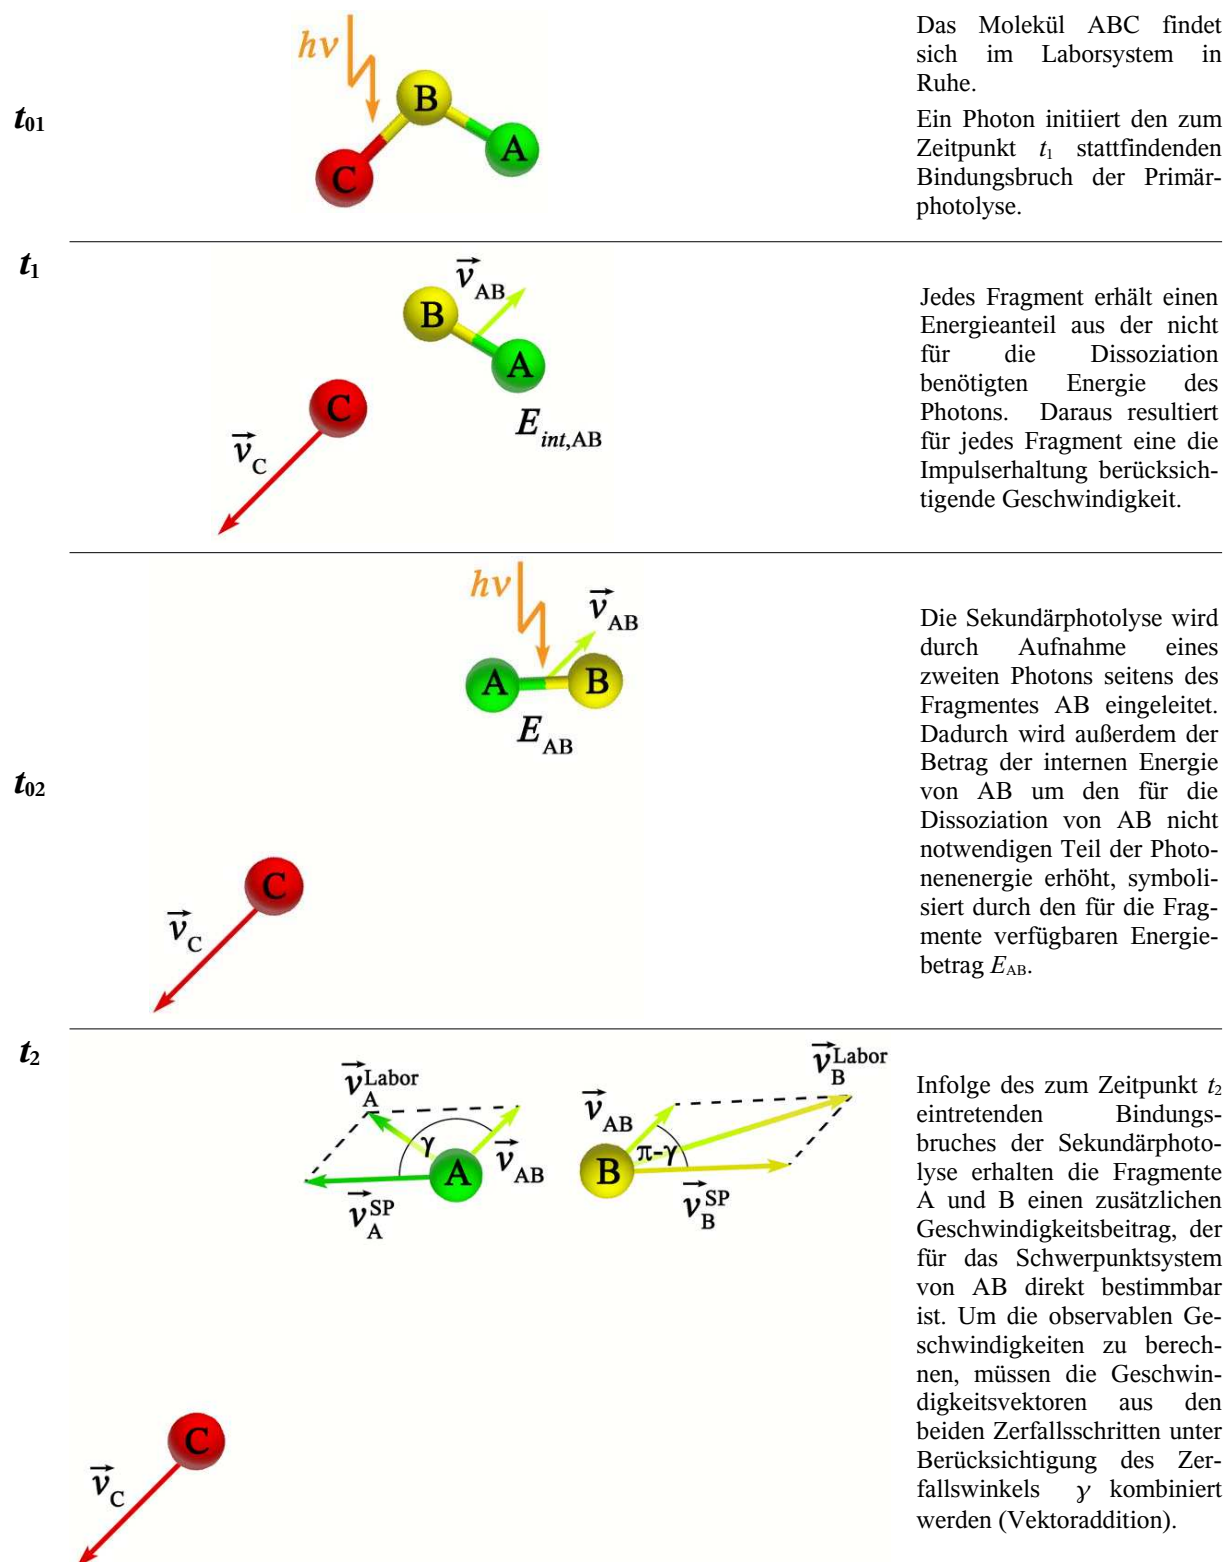 Das Molekül ABC findet
sich im Laborsystem in
Ruhe.
hν
B
A
C
t01
Ein Photon initiiert den zum
Zeitpunkt t1 stattfindenden
Bindungsbruch der Primär-
photolyse.
t1
v⃗AB
B
A
Eint,AB
C
v⃗C
Jedes Fragment erhält einen
Energieanteil aus der nicht
für die Dissoziation
benötigten Energie des
Photons. Daraus resultiert
für jedes Fragment eine die
Impulserhaltung berücksich-
tigende Geschwindigkeit.
t02
hν
v⃗AB
A
B
EAB
C
v⃗C
Die Sekundärphotolyse wird
durch Aufnahme eines
zweiten Photons seitens des
Fragmentes AB eingeleitet.
Dadurch wird außerdem der
Betrag der internen Energie
von AB um den für die
Dissoziation von AB nicht
notwendigen Teil der Photo-
nenenergie erhöht, symboli-
siert durch den für die Frag-
mente verfügbaren Energie-
betrag EAB.
t2
v⃗A Labor
γ
A
v⃗AB
v⃗A SP
v⃗B Labor
v⃗AB
π-γ
B
v⃗B SP
C
v⃗C
Infolge des zum Zeitpunkt t2
eintretenden Bindungs-
bruches der Sekundärphoto-
lyse erhalten die Fragmente
A und B einen zusätzlichen
Geschwindigkeitsbeitrag, der
für das Schwerpunktsystem
von AB direkt bestimmbar
ist. Um die observablen Ge-
schwindigkeiten zu berech-
nen, müssen die Geschwin-
digkeitsvektoren aus den
beiden Zerfallsschritten unter
Berücksichtigung des Zer-
fallswinkels γ kombiniert
werden (Vektoraddition).